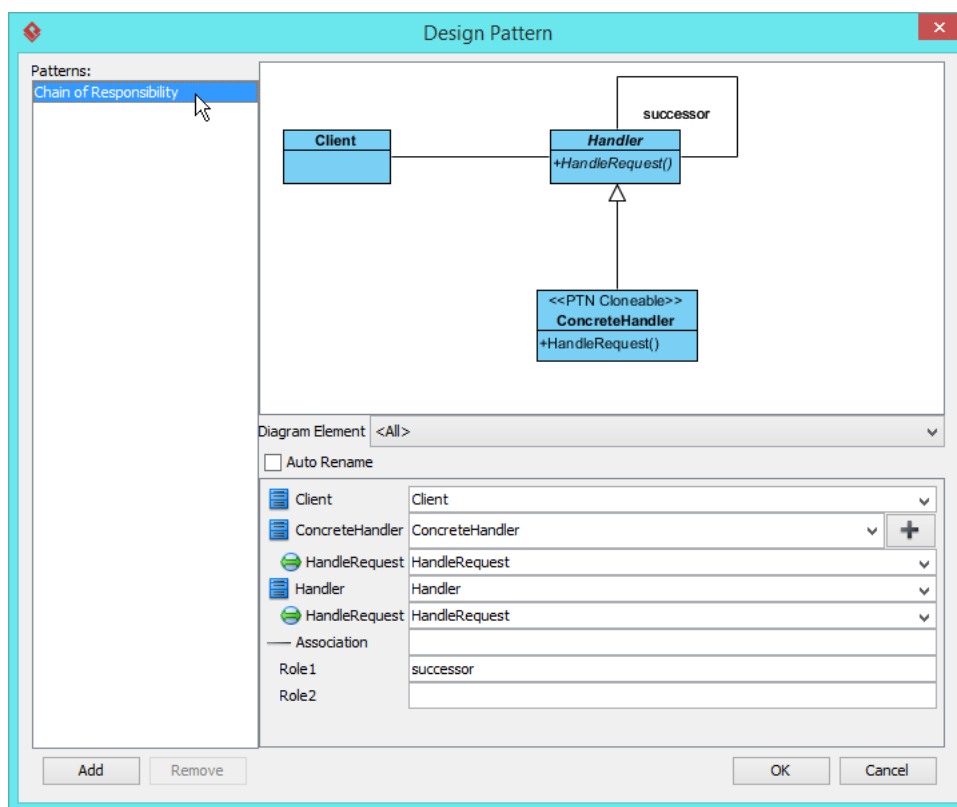 Design Pattern
Patterns:
Chain of Responsibility
successor
Client
Handler
+HandleRequest()
<<PTN Cloneable>>
ConcreteHandler
+HandleRequest()
Diagram Element <All>
Auto Rename
Client Client
ConcreteHandler ConcreteHandler
HandleRequest HandleRequest
Handler Handler
HandleRequest HandleRequest
Association
Role1 successor
Role2
Add Remove OK Cancel